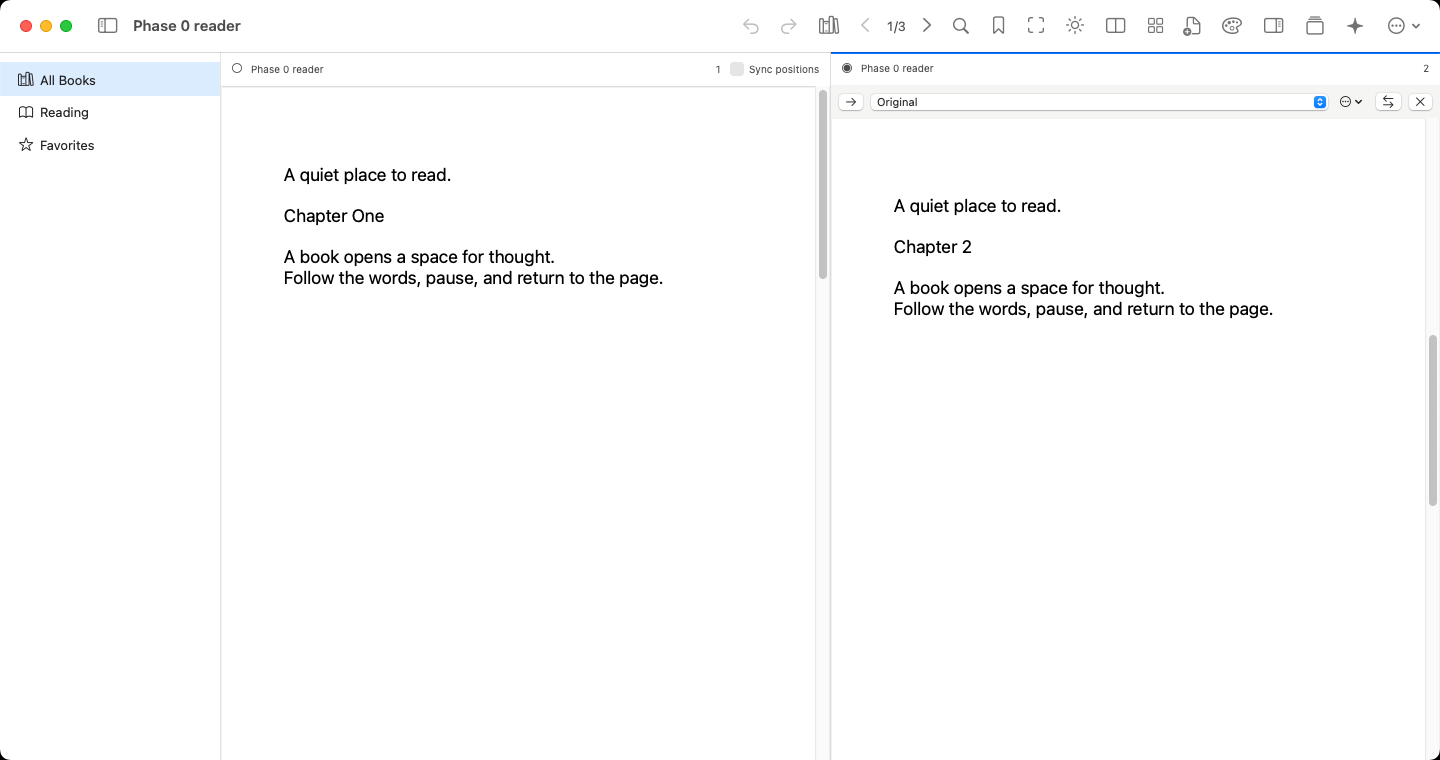 Phase 0 reader
1/3
All Books
Reading
Favorites
Phase 0 reader
1
Sync positions
A quiet place to read.
Chapter One
A book opens a space for thought.
Follow the words, pause, and return to the page.
Phase 0 reader
2
Original
A quiet place to read.
Chapter 2
A book opens a space for thought.
Follow the words, pause, and return to the page.